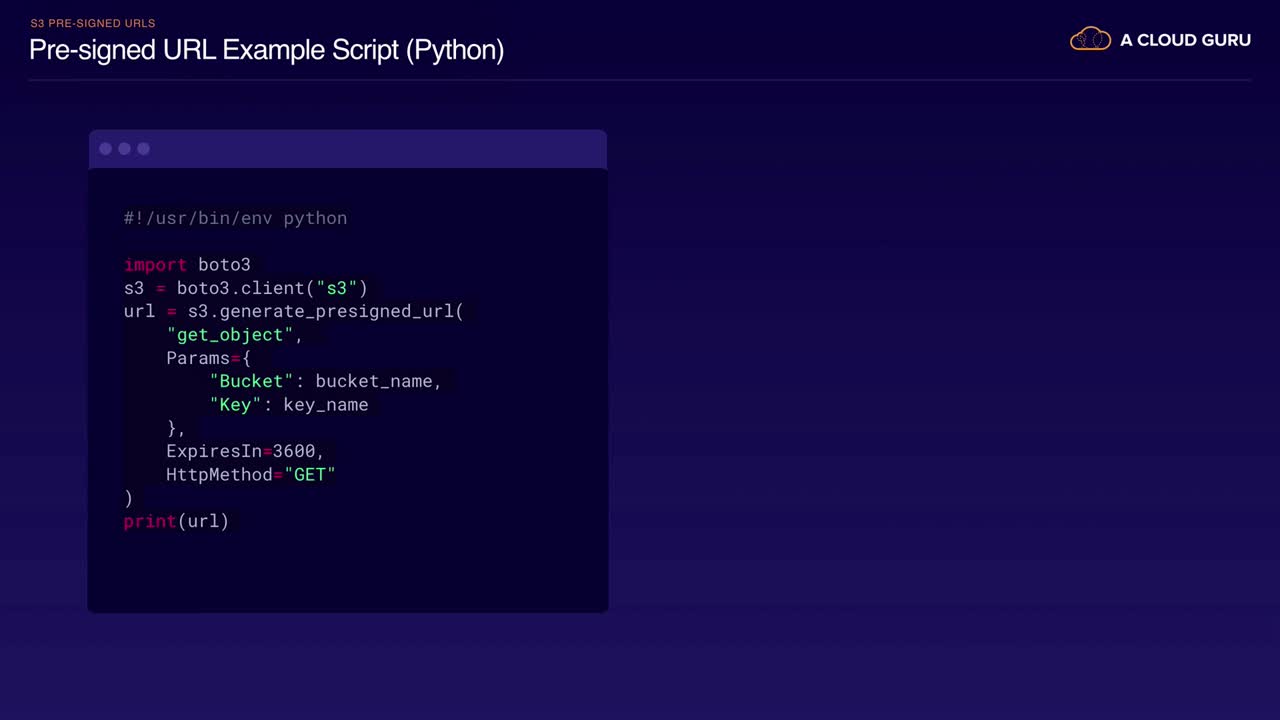 S3 PRE-SIGNED URLS
Pre-signed URL Example Script (Python)
A CLOUD GURU
#!/usr/bin/env python
import boto3
s3 = boto3.client("s3")
url = s3.generate_presigned_url(
    "get_object",
    Params={
        "Bucket": bucket_name,
        "Key": key_name
    },
    ExpiresIn=3600,
    HttpMethod="GET"
)
print(url)